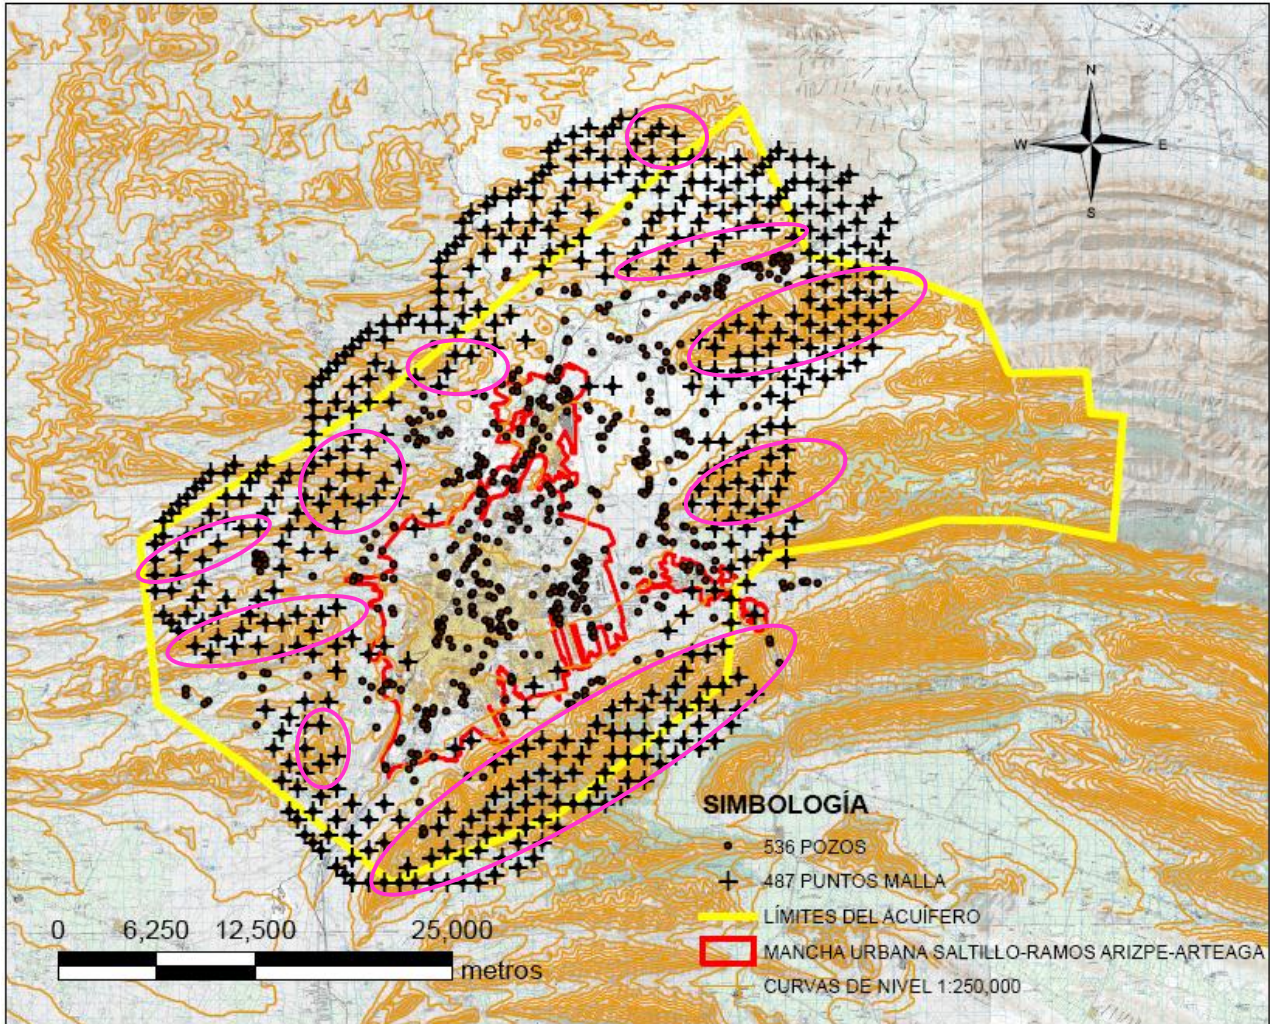 N
W E
S
SIMBOLOGÍA
536 POZOS
487 PUNTOS MALLA
LÍMITES DEL ACUÍFERO
MANCHA URBANA SALTILLO-RAMOS ARIZPE-ARTEAGA
CURVAS DE NIVEL 1:250,000
0 6,250 12,500 25,000
metros